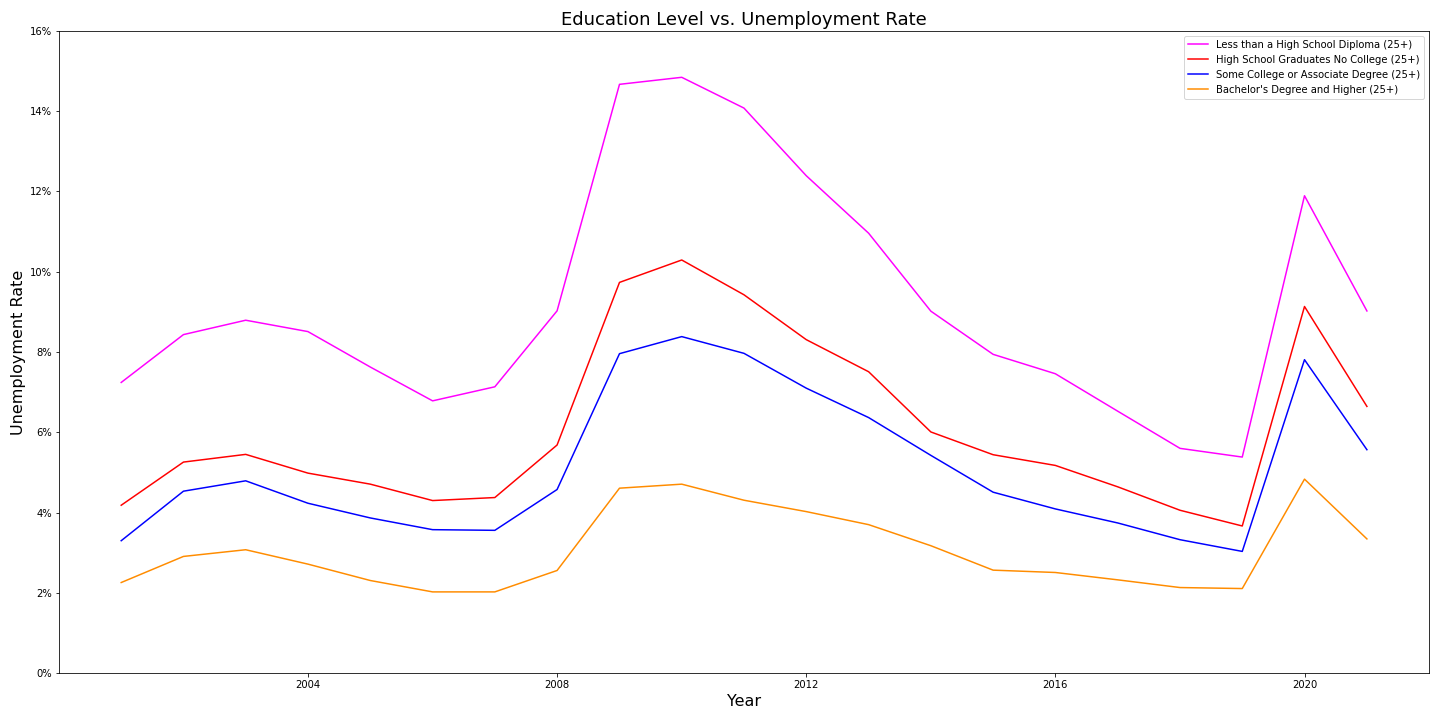 Education Level vs. Unemployment Rate
16%
14%
12%
10%
8%
6%
4%
2%
0%
Unemployment Rate
Less than a High School Diploma (25+)
High School Graduates No College (25+)
Some College or Associate Degree (25+)
Bachelor's Degree and Higher (25+)
2004
2008
2012
2016
2020
Year